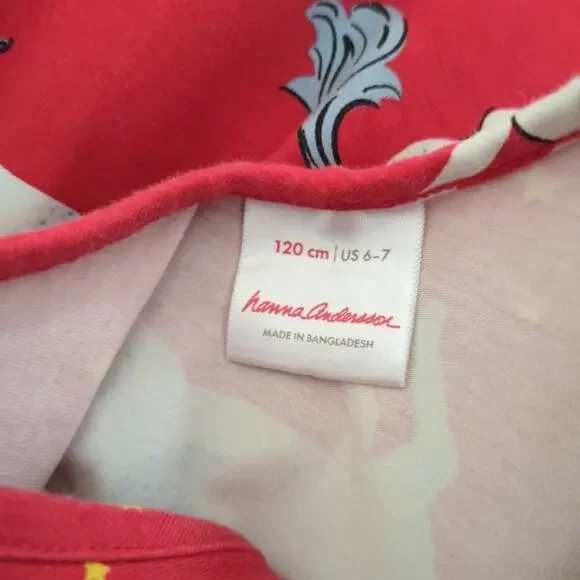 120 cm | US 6-7
hanna Andersson
MADE IN BANGLADESH